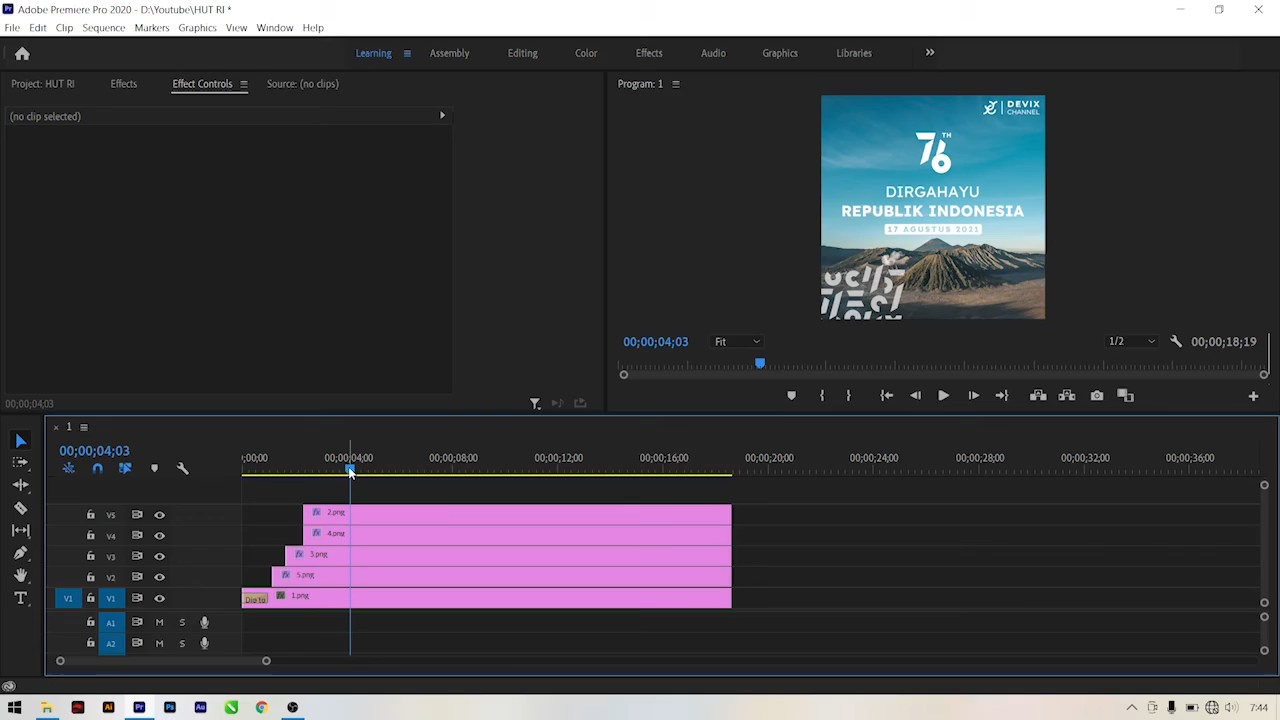 Adobe Premiere Pro 2020 - D:\Youtube\HUT RI *
File Edit Clip Sequence Markers Graphics View Window Help
Learning Assembly Editing Color Effects Audio Graphics Libraries
Project: HUT RI Effects Effect Controls Source: (no clips)
Program: 1
(no clip selected)
DEVIX
CHANNEL
76TH
DIRGAHAYU
REPUBLIK INDONESIA
17 AGUSTUS 2021
00;00;04;03 Fit 1/2 00;00;18;19
00;00;04;03
1
00;00;04;03
;00;00 00;00;04;00 00;00;08;00 00;00;12;00 00;00;16;00 00;00;20;00 00;00;24;00 00;00;28;00 00;00;32;00 00;00;36;00
V5 2.png
V4 4.png
V3 3.png
V2 5.png
V1 V1 Dip to 1.png
A1 M S
A2 M S
7:44